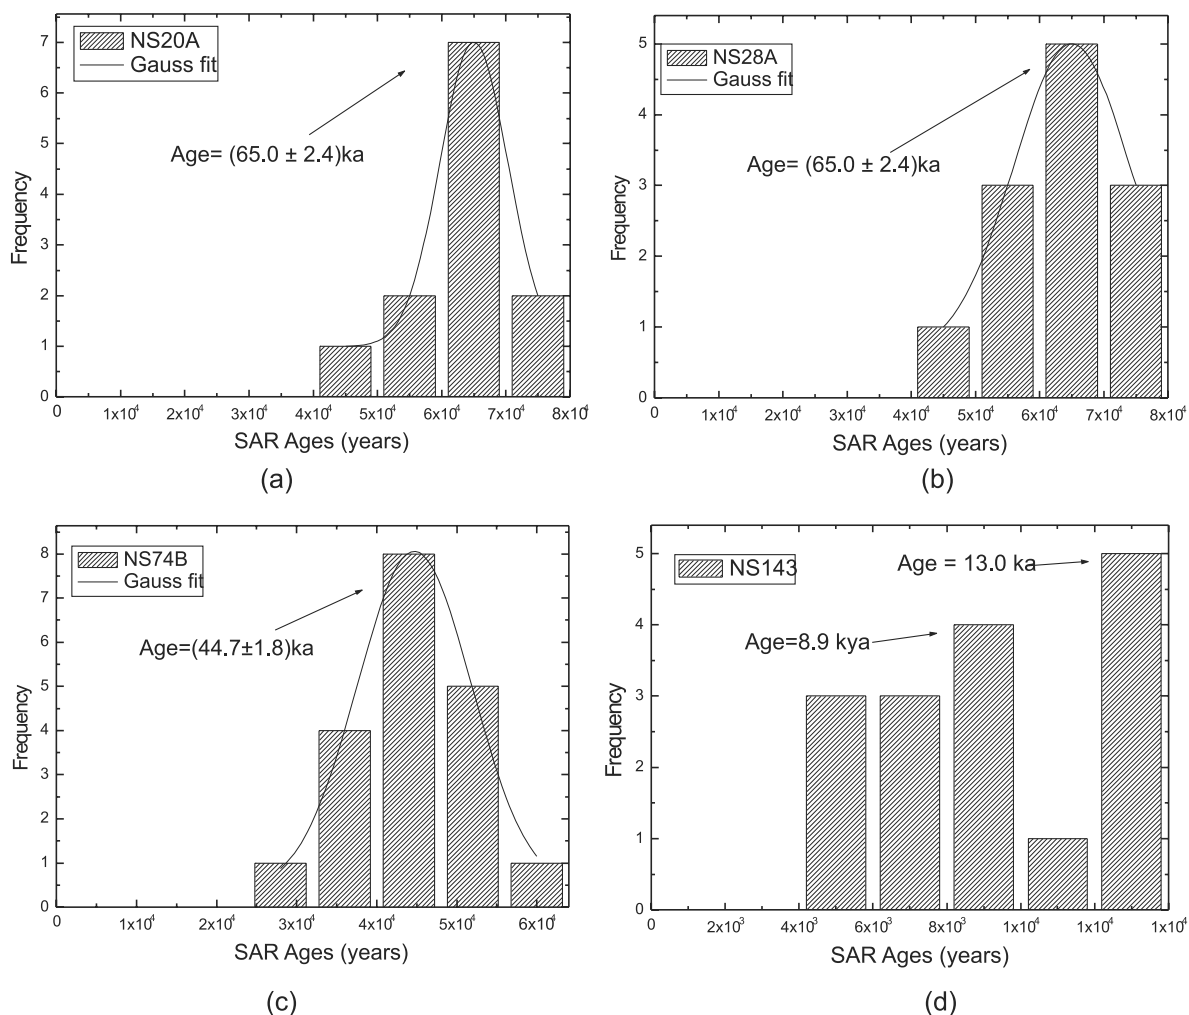 NS20A
Gauss fit
Age= (65.0 ± 2.4)ka
Frequency
7
6
5
4
3
2
1
0
0 1x10⁴ 2x10⁴ 3x10⁴ 4x10⁴ 5x10⁴ 6x10⁴ 7x10⁴ 8x10⁴
SAR Ages (years)
(a)
NS28A
Gauss fit
Age= (65.0 ± 2.4)ka
Frequency
5
4
3
2
1
0
0 1x10⁴ 2x10⁴ 3x10⁴ 4x10⁴ 5x10⁴ 6x10⁴ 7x10⁴ 8x10⁴
SAR Ages (years)
(b)
NS74B
Gauss fit
Age=(44.7±1.8)ka
Frequency
8
7
6
5
4
3
2
1
0
0 1x10⁴ 2x10⁴ 3x10⁴ 4x10⁴ 5x10⁴ 6x10⁴
SAR Ages (years)
(c)
NS143
Age = 13.0 ka
Age=8.9 kya
Frequency
5
4
3
2
1
0
0 2x10³ 4x10³ 6x10³ 8x10³ 1x10⁴ 1x10⁴ 1x10⁴
SAR Ages (years)
(d)